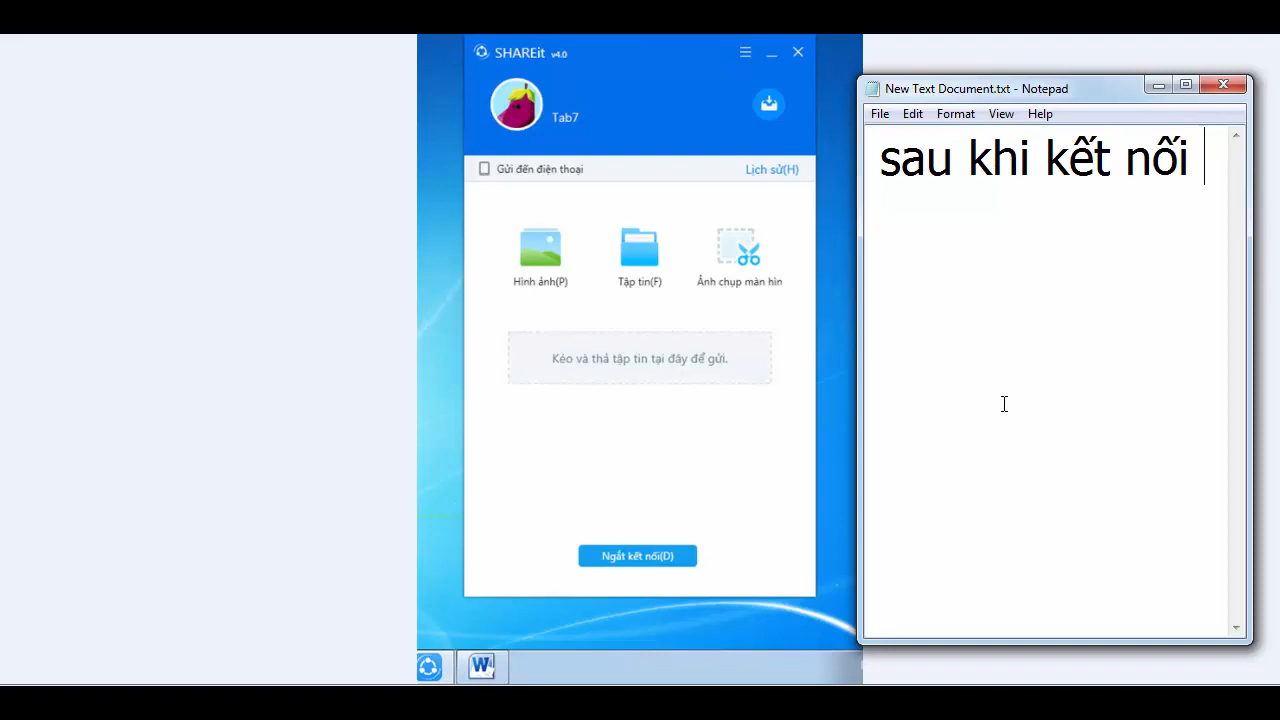 SHAREit v4.0
Tab7
Gửi đến điện thoại
Lịch sử(H)
Hình ảnh(P)
Tập tin(F)
Ảnh chụp màn hìn
Kéo và thả tập tin tại đây để gửi.
Ngắt kết nối(D)
W
New Text Document.txt - Notepad
File Edit Format View Help
sau khi kết nối